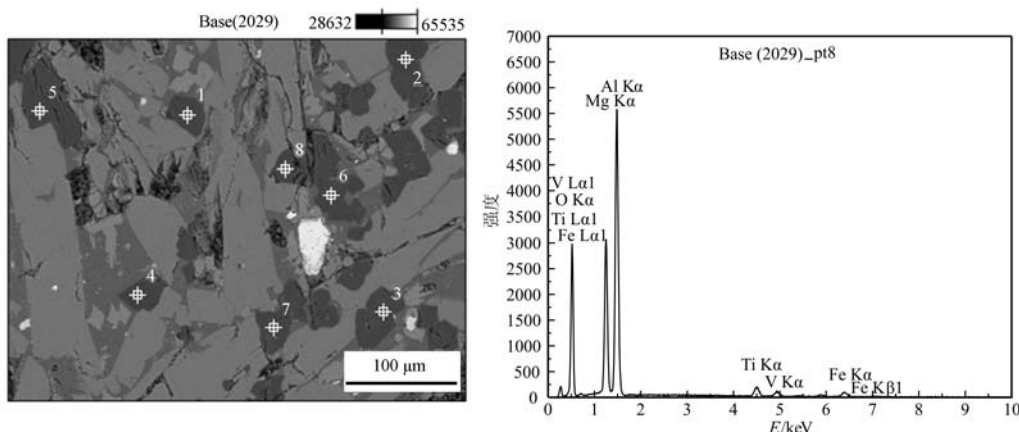 Base(2029) 28632 65535
5
1
2
8
6
4
7
3
100 μm
Base (2029)_pt8
7000
6500
6000
5500
5000
4500
4000
3500
3000
2500
2000
1500
1000
500
0
强度
Al Kα
Mg Kα
V Lα1
O Kα
Ti Lα1
Fe Lα1
Ti Kα
V Kα
Fe Kα
Fe Kβ1
0 1 2 3 4 5 6 7 8 9 10
E/keV